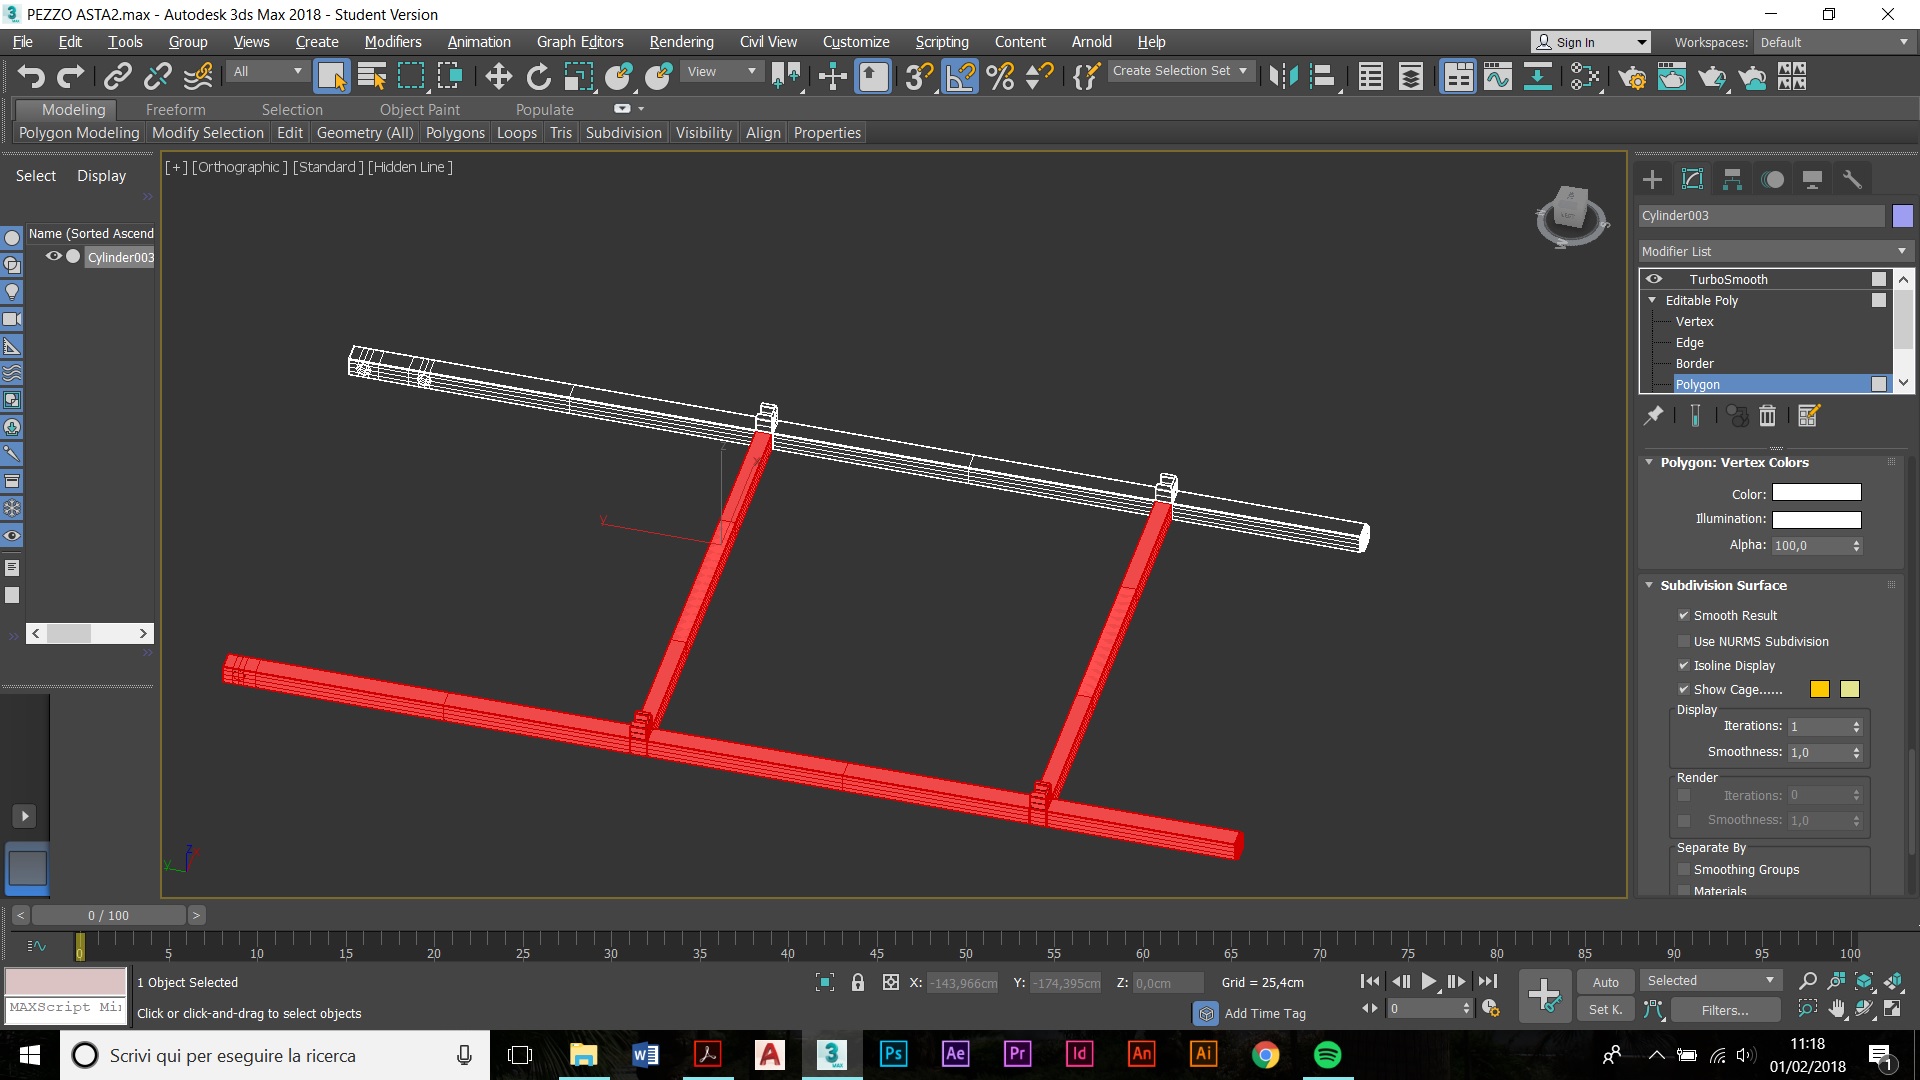 PEZZO ASTA2.max - Autodesk 3ds Max 2018 - Student Version
File Edit Tools Group Views Create Modifiers Animation Graph Editors Rendering Civil View Customize Scripting Content Arnold Help
Sign In
Workspaces: Default
All
View
Create Selection Set
Modeling Freeform Selection Object Paint Populate
Polygon Modeling Modify Selection Edit Geometry (All) Polygons Loops Tris Subdivision Visibility Align Properties
Select Display
Name (Sorted Ascend
Cylinder003
[+] [Orthographic ] [Standard ] [Hidden Line ]
Cylinder003
Modifier List
TurboSmooth
Editable Poly
Vertex
Edge
Border
Polygon
Polygon: Vertex Colors
Color:
Illumination:
Alpha: 100,0
Subdivision Surface
Smooth Result
Use NURMS Subdivision
Isoline Display
Show Cage......
Display
Iterations: 1
Smoothness: 1,0
Render
Iterations: 0
Smoothness: 1,0
Separate By
Smoothing Groups
Materials
y
z
y
< 0 / 100 >
0 5 10 15 20 25 30 35 40 45 50 55 60 65 70 75 80 85 90 95 100
1 Object Selected
X: -143,966cm Y: -174,395cm Z: 0,0cm Grid = 25,4cm
Auto Selected
MAXScript Mi
Click or click-and-drag to select objects
Add Time Tag
0
Set K. Filters...
Scrivi qui per eseguire la ricerca
3 MAX
Ps Ae Pr Id An Ai
11:18
01/02/2018
1